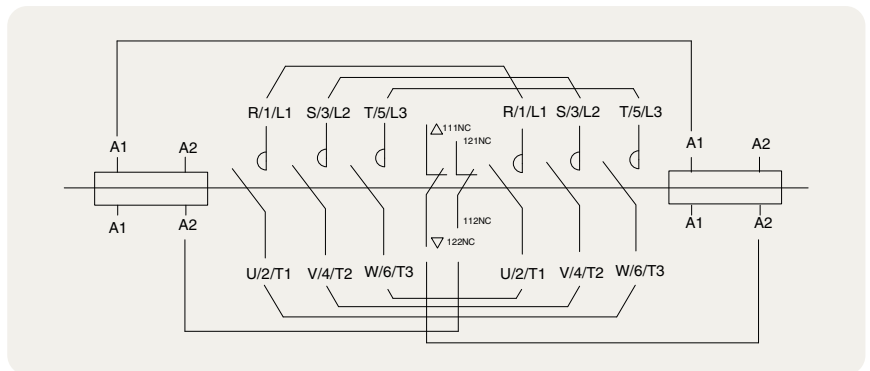 R/1/L1 S/3/L2 T/5/L3 R/1/L1 S/3/L2 T/5/L3
△111NC
121NC
A1 A2 A1 A2
A1 A2 A1 A2
112NC
▽ 122NC
U/2/T1 V/4/T2 W/6/T3 U/2/T1 V/4/T2 W/6/T3